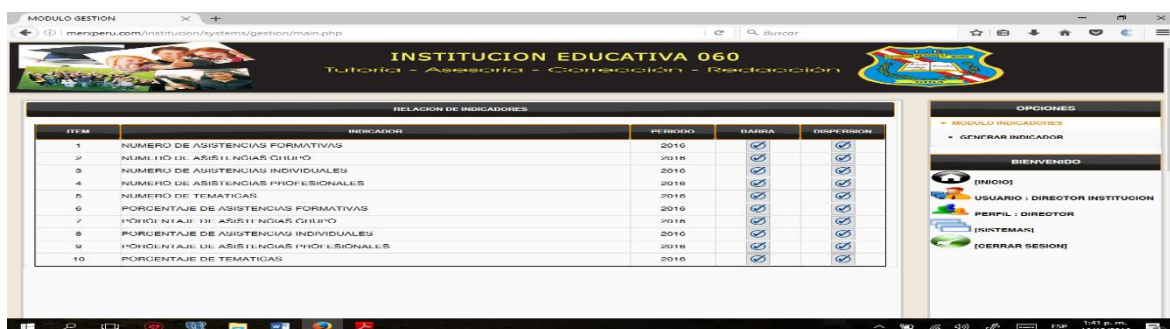 MODULO GESTION
merxperu.com/institucion/systems/gestion/main.php
Buscar
INSTITUCION EDUCATIVA 060
Tutoría - Asesoría - Corrección - Redacción
RELACION DE INDICADORES
ITEM INDICADOR PERIODO BARRA DISPERSION
1 NUMERO DE ASISTENCIAS FORMATIVAS 2016
2 NUMERO DE ASISTENCIAS GRUPO 2016
3 NUMERO DE ASISTENCIAS INDIVIDUALES 2016
4 NUMERO DE ASISTENCIAS PROFESIONALES 2016
5 NUMERO DE TEMATICAS 2016
6 PORCENTAJE DE ASISTENCIAS FORMATIVAS 2016
7 PORCENTAJE DE ASISTENCIAS GRUPO 2016
8 PORCENTAJE DE ASISTENCIAS INDIVIDUALES 2016
9 PORCENTAJE DE ASISTENCIAS PROFESIONALES 2016
10 PORCENTAJE DE TEMATICAS 2016
OPCIONES
MODULO INDICADORES
GENERAR INDICADOR
BIENVENIDO
[INICIO]
USUARIO : DIRECTOR INSTITUCION
PERFIL : DIRECTOR
[SISTEMAS]
[CERRAR SESION]
ESP 1:41 p. m.